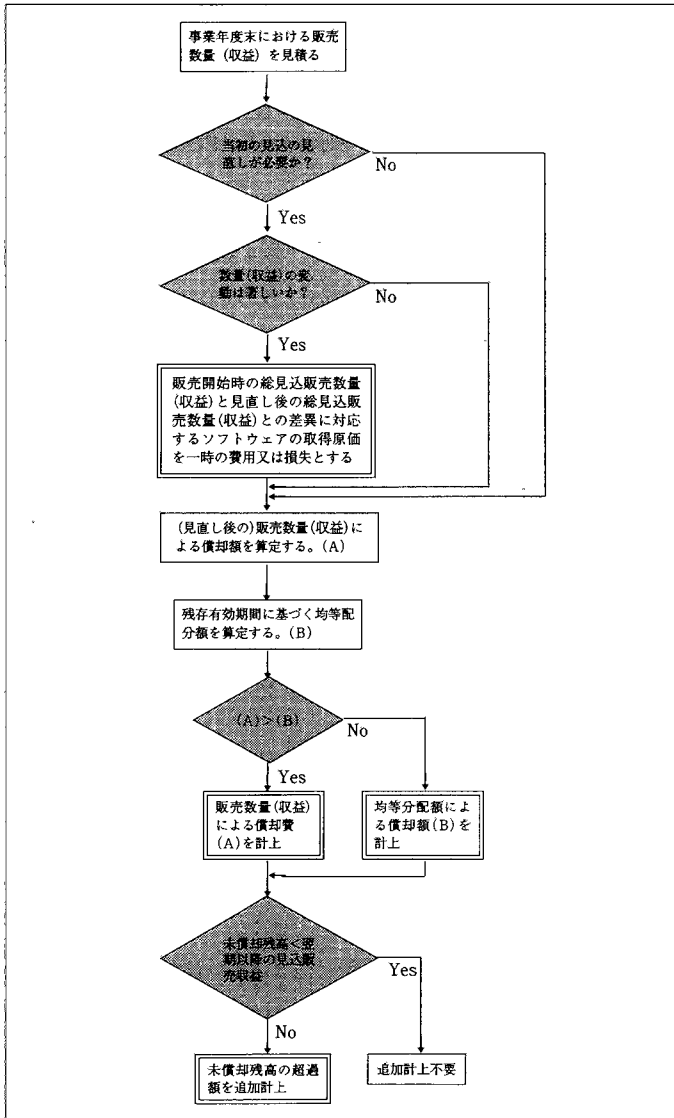 事業年度末における販売
数量（収益）を見積る
当初の見込の見
直しが必要か？
No
Yes
数量(収益)の変
動は著しいか？
No
Yes
販売開始時の総見込販売数量
(収益)と見直し後の総見込販
売数量(収益)との差異に対応
するソフトウェアの取得原価
を一時の費用又は損失とする
(見直し後の)販売数量(収益)に
よる償却額を算定する。(A)
残存有効期間に基づく均等配
分額を算定する。(B)
(A)>(B)
No
Yes
販売数量(収益)
による償却費
(A)を計上
均等分配額によ
る償却額(B)を
計上
未償却残高<翌
期以降の見込販
売収益
Yes
No
未償却残高の超過
額を追加計上
追加計上不要